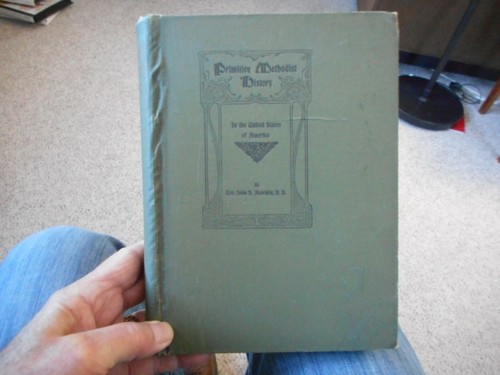 Primitive Methodist
History
In the United States
of America
by
Rev. John H. Acornley, D. D.